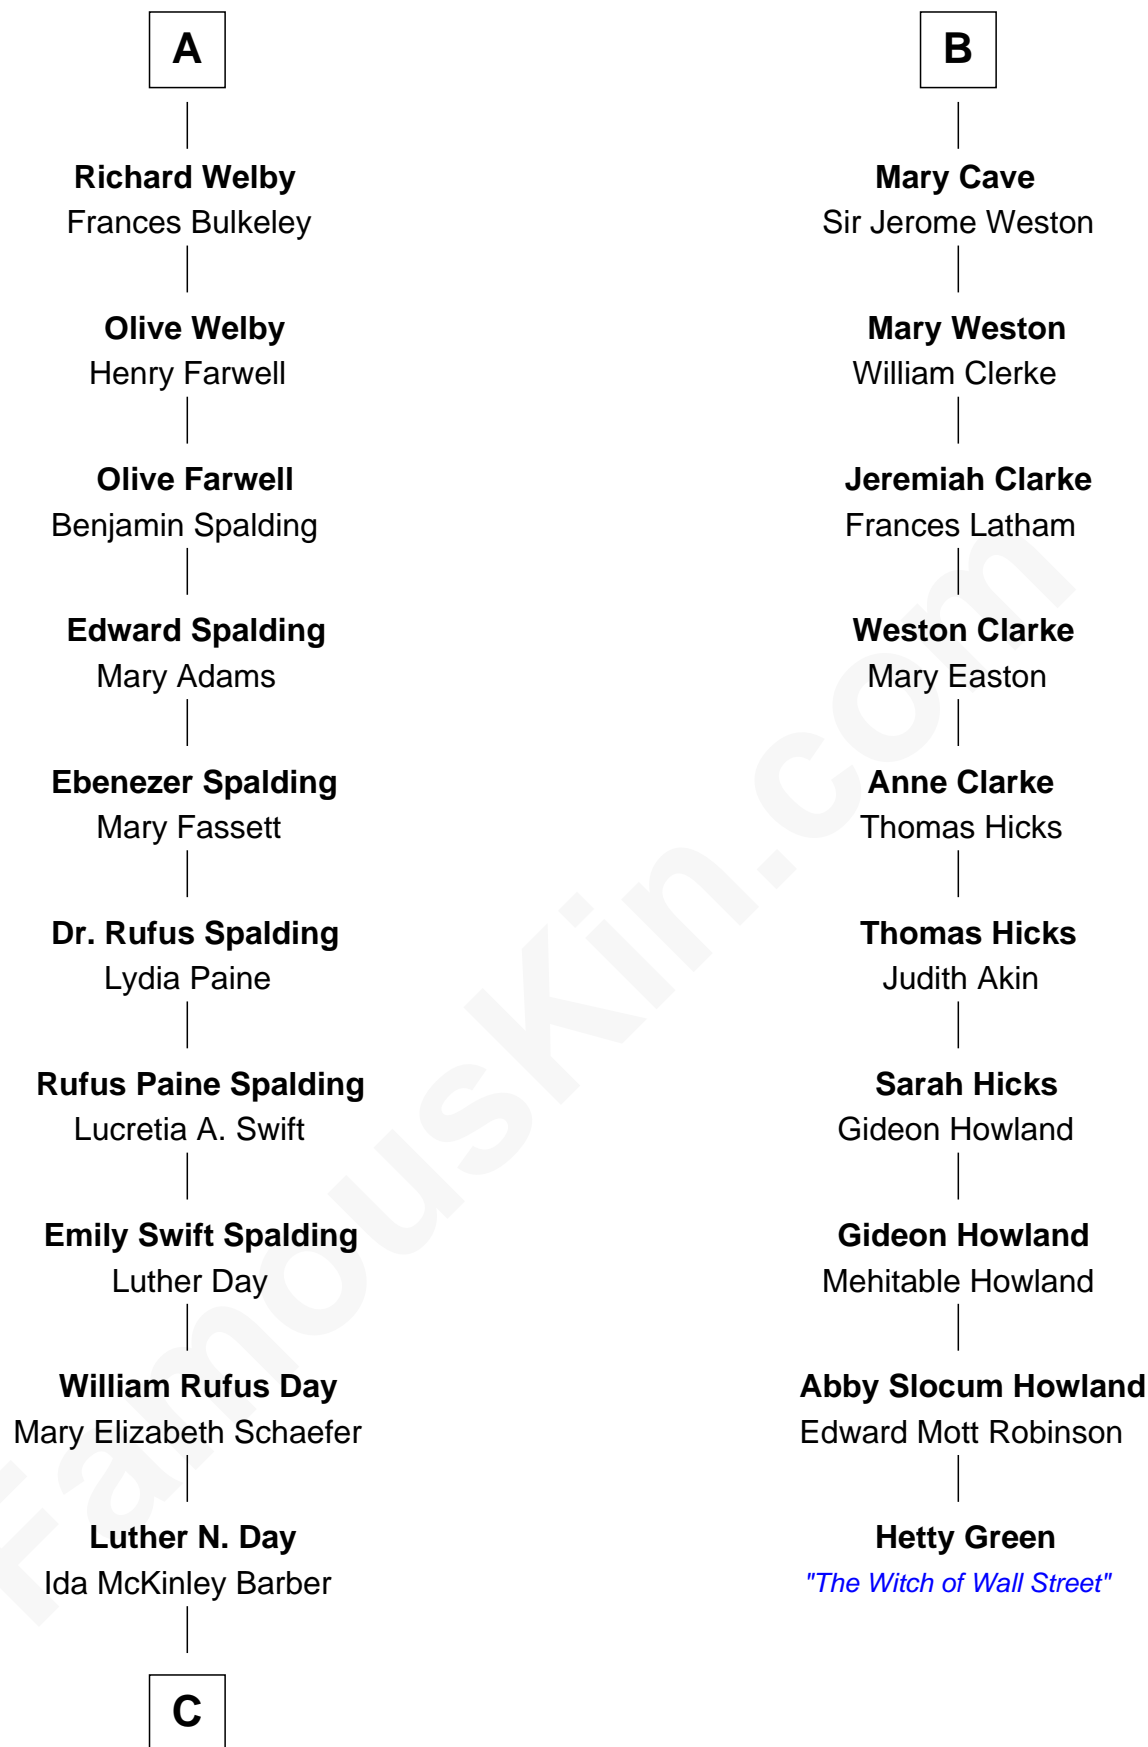 A
Richard Welby
Frances Bulkeley
Olive Welby
Henry Farwell
Olive Farwell
Benjamin Spalding
Edward Spalding
Mary Adams
Ebenezer Spalding
Mary Fassett
Dr. Rufus Spalding
Lydia Paine
Rufus Paine Spalding
Lucretia A. Swift
Emily Swift Spalding
Luther Day
William Rufus Day
Mary Elizabeth Schaefer
Luther N. Day
Ida McKinley Barber
C
B
Mary Cave
Sir Jerome Weston
Mary Weston
William Clerke
Jeremiah Clarke
Frances Latham
Weston Clarke
Mary Easton
Anne Clarke
Thomas Hicks
Thomas Hicks
Judith Akin
Sarah Hicks
Gideon Howland
Gideon Howland
Mehitable Howland
Abby Slocum Howland
Edward Mott Robinson
Hetty Green
"The Witch of Wall Street"
FamousKin.com